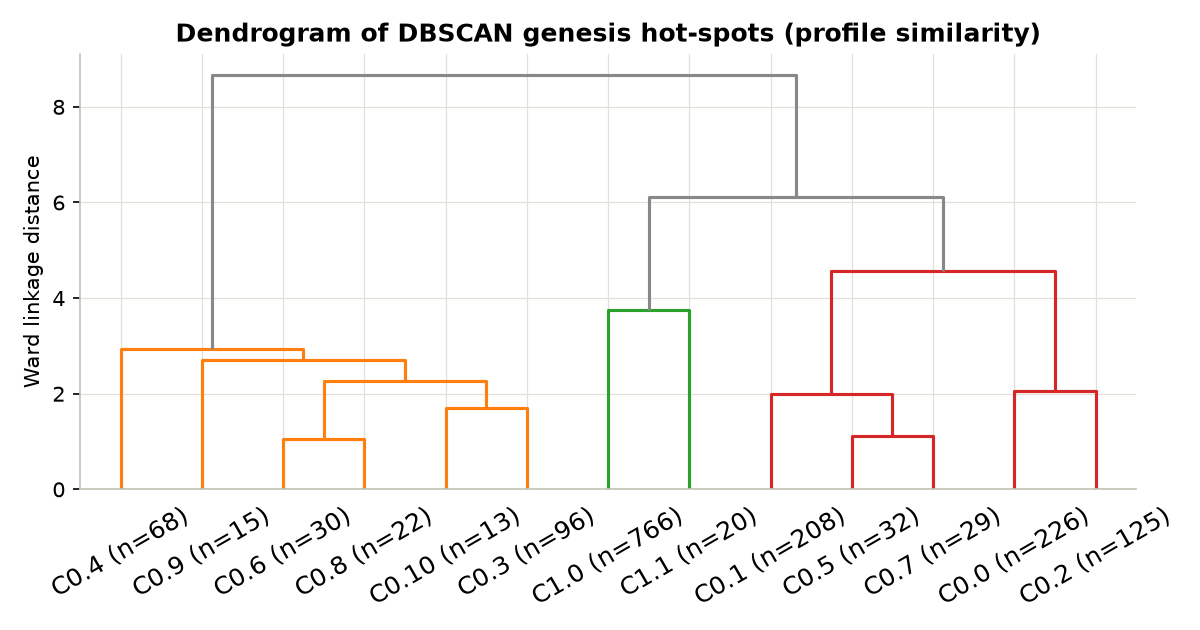 Dendrogram of DBSCAN genesis hot-spots (profile similarity)
Ward linkage distance
8
6
4
2
0
C0.4 (n=68)
C0.9 (n=15)
C0.6 (n=30)
C0.8 (n=22)
C0.10 (n=13)
C0.3 (n=96)
C1.0 (n=766)
C1.1 (n=20)
C0.1 (n=208)
C0.5 (n=32)
C0.7 (n=29)
C0.0 (n=226)
C0.2 (n=125)